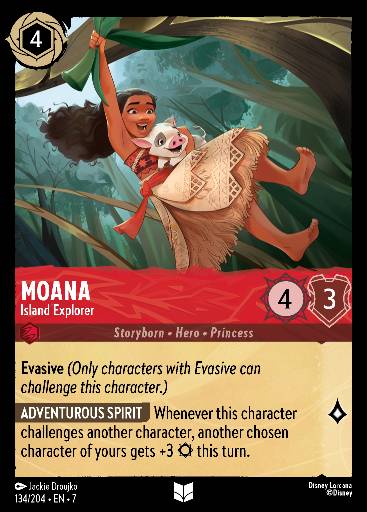 4
MOANA
Island Explorer
4
3
Storyborn • Hero • Princess
Evasive (Only characters with Evasive can
challenge this character.)
ADVENTUROUS SPIRIT Whenever this character
challenges another character, another chosen
character of yours gets +3 this turn.
Jackie Droujko
134/204 • EN • 7
Disney Lorcana
©Disney